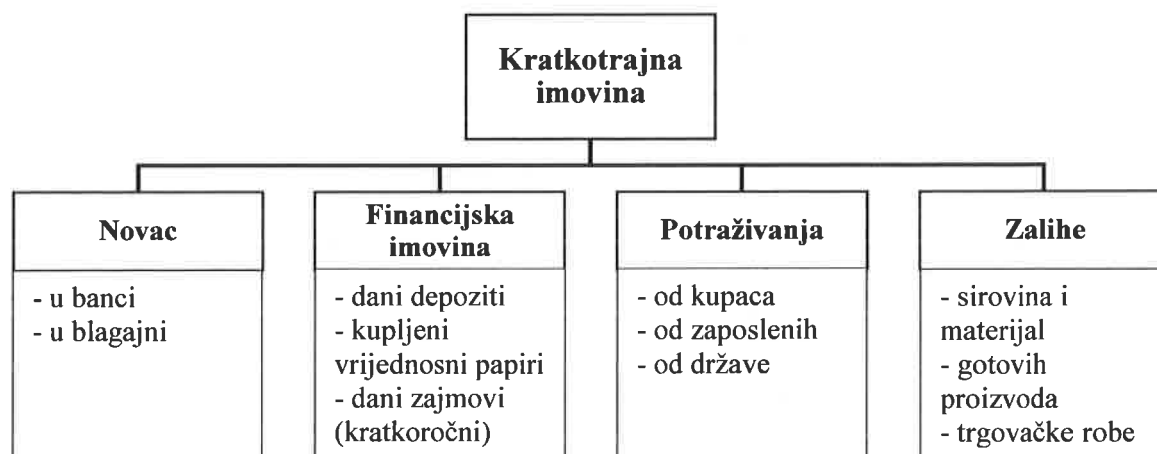 Kratkotrajna
imovina
Novac
- u banci
- u blagajni
Financijska
imovina
- dani depoziti
- kupljeni
vrijednosni papiri
- dani zajmovi
(kratkoročni)
Potraživanja
- od kupaca
- od zaposlenih
- od države
Zalihe
- sirovina i
materijal
- gotovih
proizvoda
- trgovačke robe